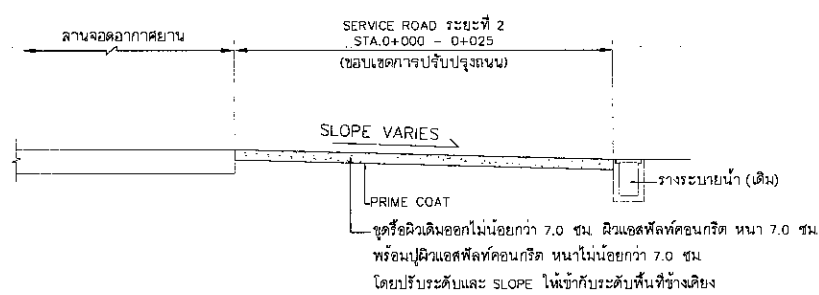 ลานจอดอากาศยาน
SERVICE ROAD ระยะที่ 2
STA.0+000 - 0+025
(ขอบเขตการปรับปรุงถนน)
SLOPE VARIES
รางระบายน้ำ (เดิม)
PRIME COAT
ขุดรื้อผิวเดิมออกไม่น้อยกว่า 7.0 ซม. ผิวแอสฟัลท์คอนกรีต หนา 7.0 ซม
พร้อมปูผิวแอสฟัลท์คอนกรีต หนาไม่น้อยกว่า 7.0 ซม
โดยปรับระดับและ SLOPE ให้เข้ากับระดับพื้นที่ข้างเคียง